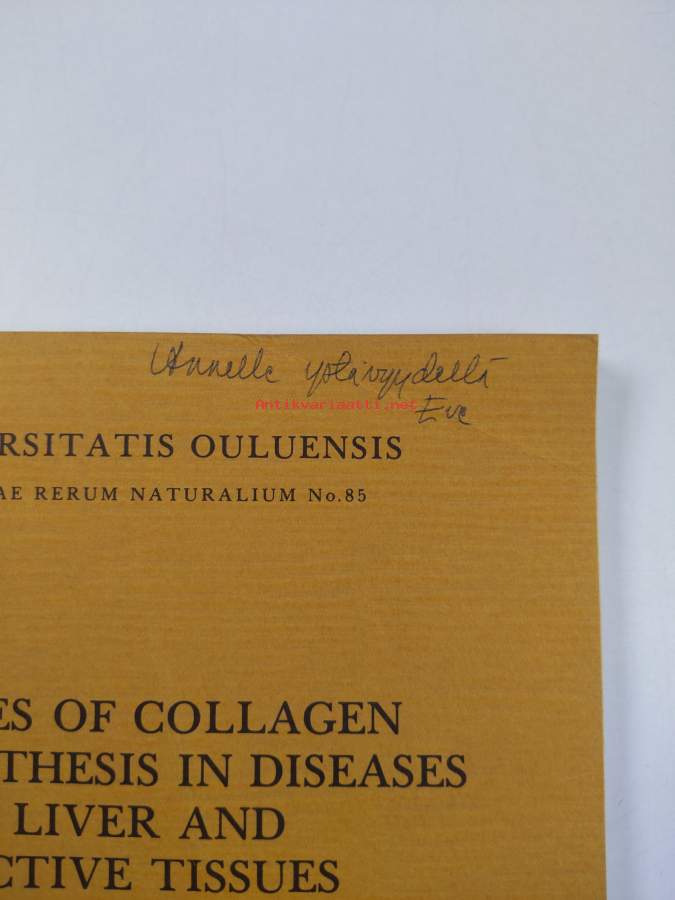 Annelle ystävyydellä
Antikvariaatti.net
Eve
RSITATIS OULUENSIS
AE RERUM NATURALIUM No. 85
ES OF COLLAGEN
THESIS IN DISEASES
LIVER AND
CTIVE TISSUES